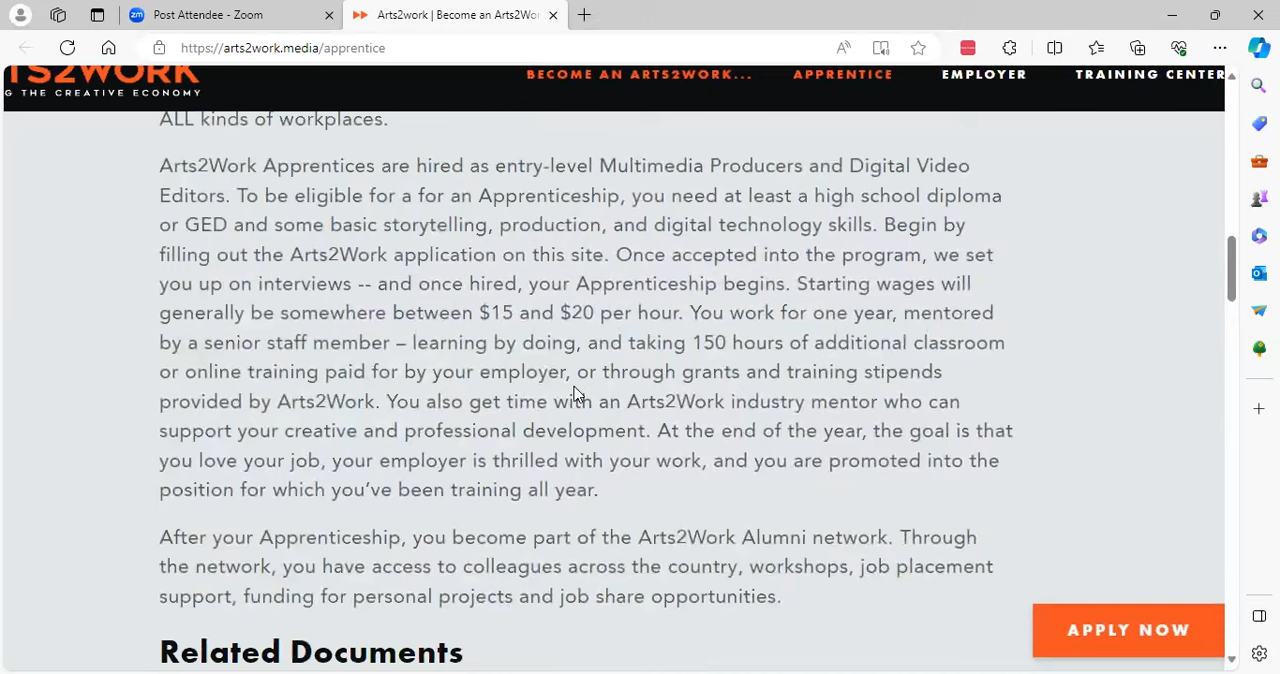 Post Attendee - Zoom
Arts2work | Become an Arts2Wor
https://arts2work.media/apprentice
TS2WORK
G THE CREATIVE ECONOMY
BECOME AN ARTS2WORK... APPRENTICE EMPLOYER TRAINING CENTER
ALL kinds of workplaces.
Arts2Work Apprentices are hired as entry-level Multimedia Producers and Digital Video
Editors. To be eligible for a for an Apprenticeship, you need at least a high school diploma
or GED and some basic storytelling, production, and digital technology skills. Begin by
filling out the Arts2Work application on this site. Once accepted into the program, we set
you up on interviews -- and once hired, your Apprenticeship begins. Starting wages will
generally be somewhere between $15 and $20 per hour. You work for one year, mentored
by a senior staff member – learning by doing, and taking 150 hours of additional classroom
or online training paid for by your employer, or through grants and training stipends
provided by Arts2Work. You also get time with an Arts2Work industry mentor who can
support your creative and professional development. At the end of the year, the goal is that
you love your job, your employer is thrilled with your work, and you are promoted into the
position for which you’ve been training all year.
After your Apprenticeship, you become part of the Arts2Work Alumni network. Through
the network, you have access to colleagues across the country, workshops, job placement
support, funding for personal projects and job share opportunities.
APPLY NOW
Related Documents